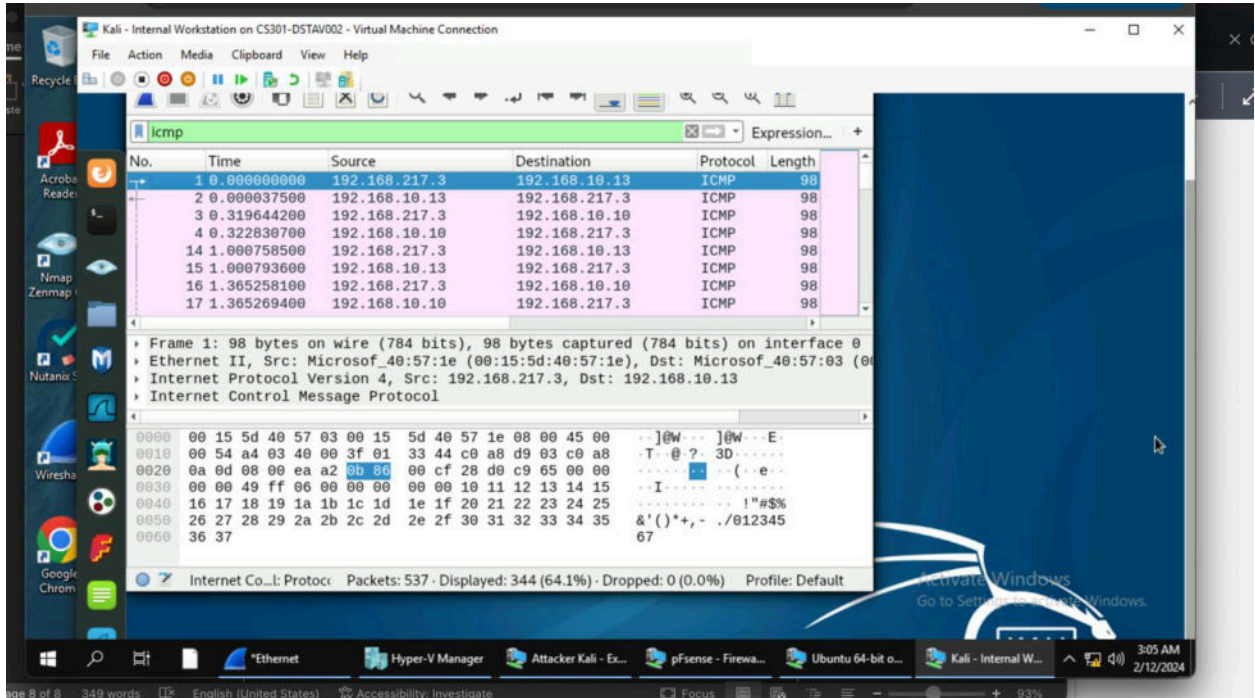 Kali - Internal Workstation on CS301-DSTAV002 - Virtual Machine Connection
File Action Media Clipboard View Help
Recycle
icmp
Expression... +
No. Time Source Destination Protocol Length
1 0.000000000 192.168.217.3 192.168.10.13 ICMP 98
2 0.000037500 192.168.10.13 192.168.217.3 ICMP 98
3 0.319644200 192.168.217.3 192.168.10.10 ICMP 98
4 0.322830700 192.168.10.10 192.168.217.3 ICMP 98
14 1.000758500 192.168.217.3 192.168.10.13 ICMP 98
15 1.000793600 192.168.10.13 192.168.217.3 ICMP 98
16 1.365258100 192.168.217.3 192.168.10.10 ICMP 98
17 1.365269400 192.168.10.10 192.168.217.3 ICMP 98
Acroba
Reader
Nmap
Zenmap
Nutanix S
Wiresha
Google
Chrom
Frame 1: 98 bytes on wire (784 bits), 98 bytes captured (784 bits) on interface 0
Ethernet II, Src: Microsof_40:57:1e (00:15:5d:40:57:1e), Dst: Microsof_40:57:03 (00
Internet Protocol Version 4, Src: 192.168.217.3, Dst: 192.168.10.13
Internet Control Message Protocol
0000 00 15 5d 40 57 03 00 15 5d 40 57 1e 08 00 45 00 ··]@W··· ]@W···E·
0010 00 54 a4 03 40 00 3f 01 33 44 c0 a8 d9 03 c0 a8 ·T··@·?· 3D······
0020 0a 0d 08 00 ea a2 0b 86 00 cf 28 d0 c9 65 00 00 ········ ··(··e··
0030 00 00 49 ff 06 00 00 00 00 00 10 11 12 13 14 15 ··I····· ········
0040 16 17 18 19 1a 1b 1c 1d 1e 1f 20 21 22 23 24 25 ········ ·· !"#$%
0050 26 27 28 29 2a 2b 2c 2d 2e 2f 30 31 32 33 34 35 &'()*+,- ./012345
0060 36 37 67
Internet Co...l: Protoc Packets: 537 · Displayed: 344 (64.1%) · Dropped: 0 (0.0%) Profile: Default
Activate Windows
Go to Settings to activate Windows.
*Ethernet Hyper-V Manager Attacker Kali - Ex... pFsense - Firewa... Ubuntu 64-bit o... Kali - Internal W... 3:05 AM
2/12/2024
age 8 of 8 349 words English (United States) Accessibility: Investigate Focus 93%